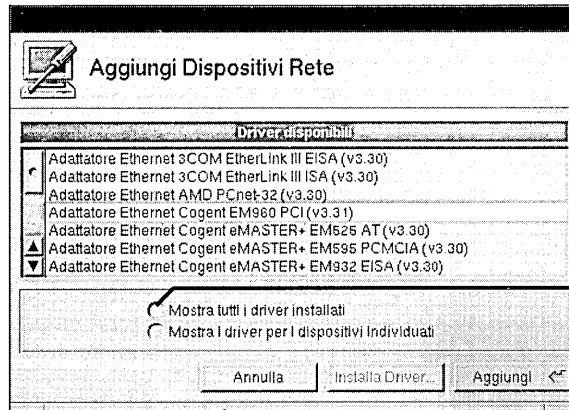 Aggiungi Dispositivi Rete
Driver disponibili
Adattatore Ethernet 3COM EtherLink III EISA (v3.30)
Adattatore Ethernet 3COM EtherLink III ISA (v3.30)
Adattatore Ethernet AMD PCnet-32 (v3.30)
Adattatore Ethernet Cogent EM960 PCI (v3.31)
Adattatore Ethernet Cogent eMASTER+ EM525 AT (v3.30)
Adattatore Ethernet Cogent eMASTER+ EM595 PCMCIA (v3.30)
Adattatore Ethernet Cogent eMASTER+ EM932 EISA (v3.30)
Mostra tutti i driver installati
Mostra i driver per i dispositivi individuati
Annulla
Installa Driver...
Aggiungi